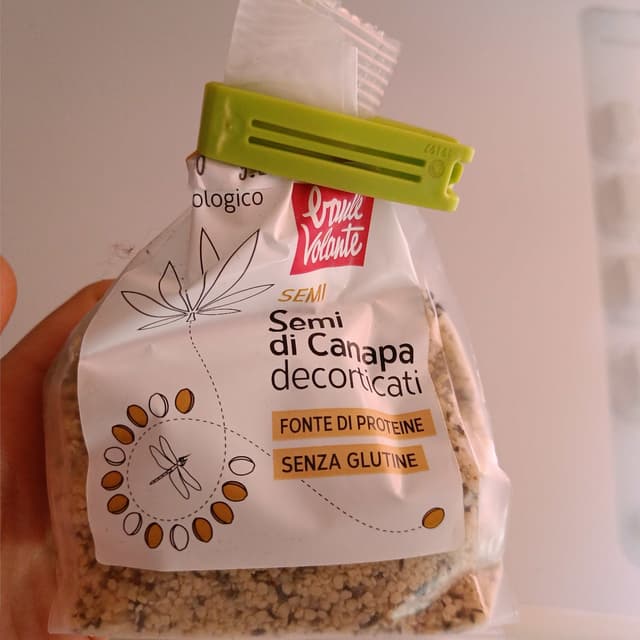 ologico
baule
Volante
SEMI
Semi
di Canapa
decorticati
FONTE DI PROTEINE
SENZA GLUTINE